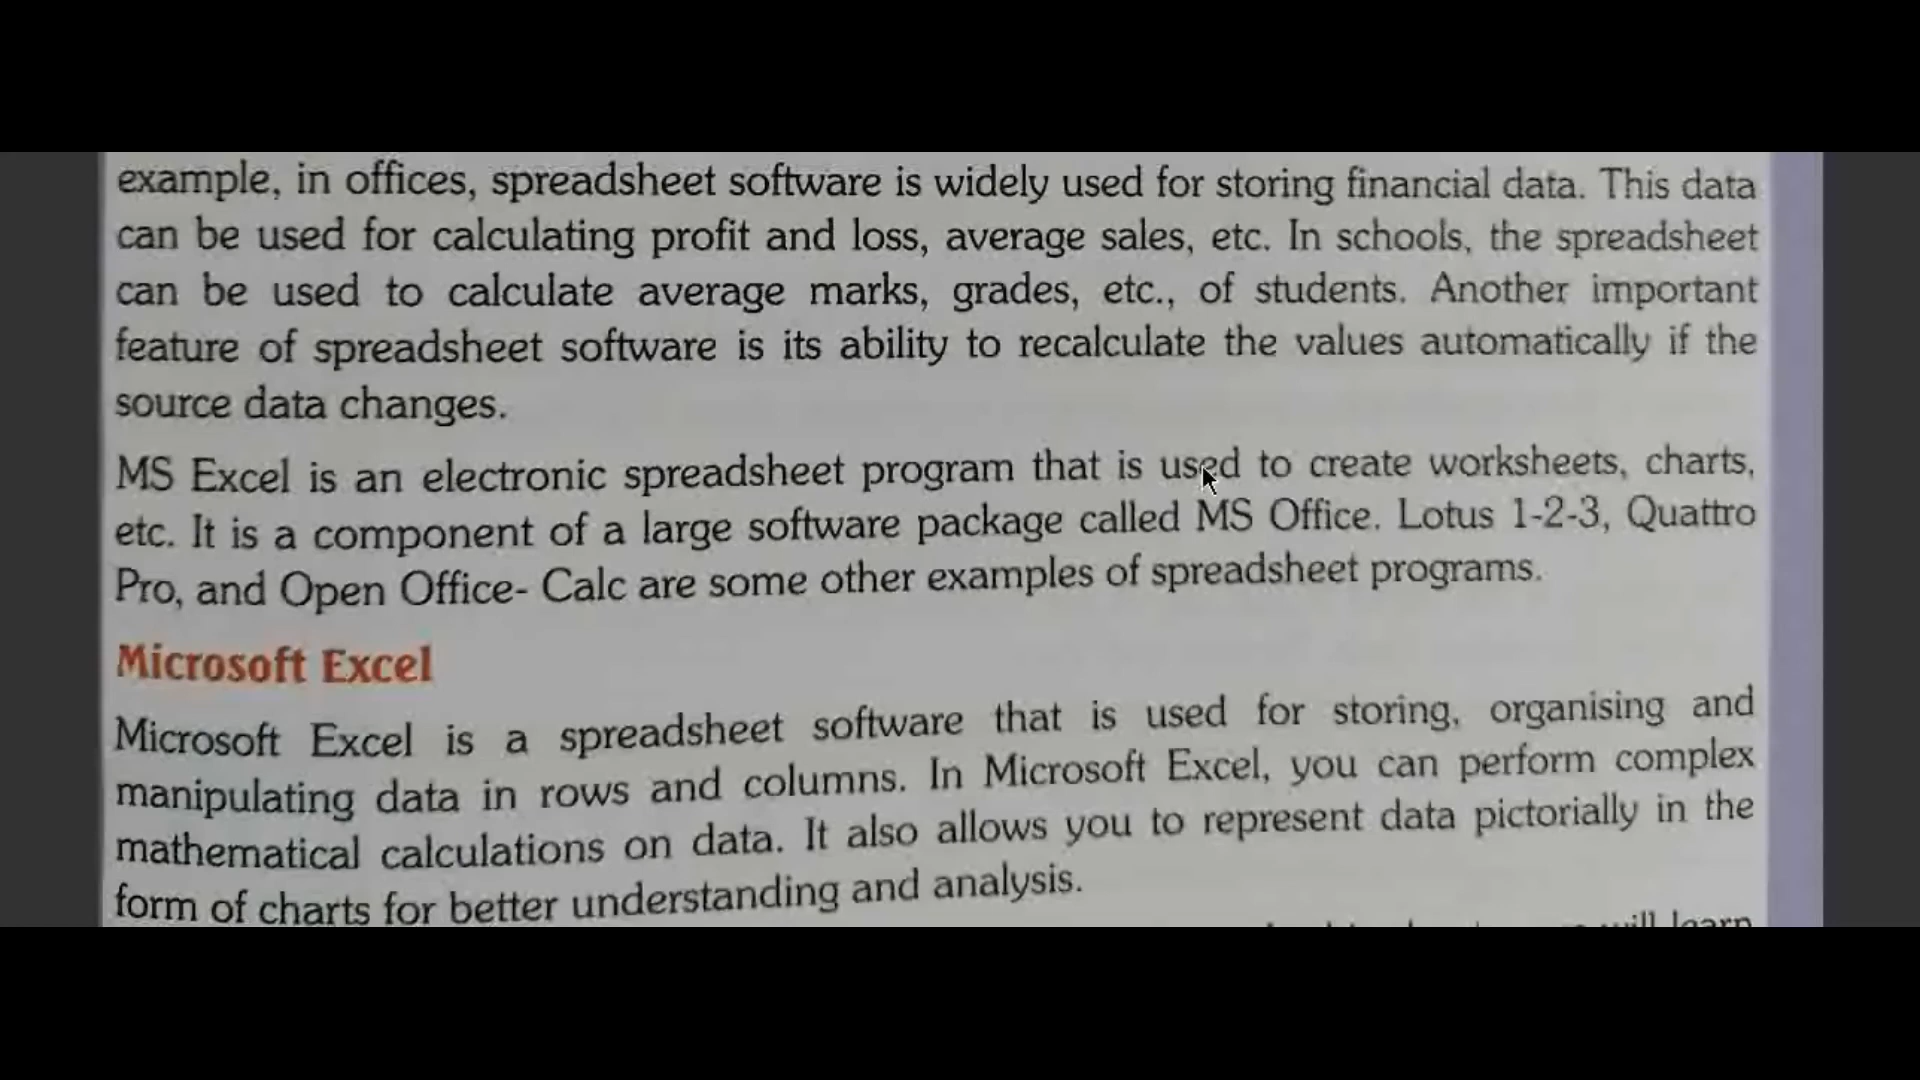 example, in offices, spreadsheet software is widely used for storing financial data. This data
can be used for calculating profit and loss, average sales, etc. In schools, the spreadsheet
can be used to calculate average marks, grades, etc., of students. Another important
feature of spreadsheet software is its ability to recalculate the values automatically if the
source data changes.
MS Excel is an electronic spreadsheet program that is used to create worksheets, charts,
etc. It is a component of a large software package called MS Office. Lotus 1-2-3, Quattro
Pro, and Open Office- Calc are some other examples of spreadsheet programs.
Microsoft Excel
Microsoft Excel is a spreadsheet software that is used for storing, organising and
manipulating data in rows and columns. In Microsoft Excel, you can perform complex
mathematical calculations on data. It also allows you to represent data pictorially in the
form of charts for better understanding and analysis.
will learn